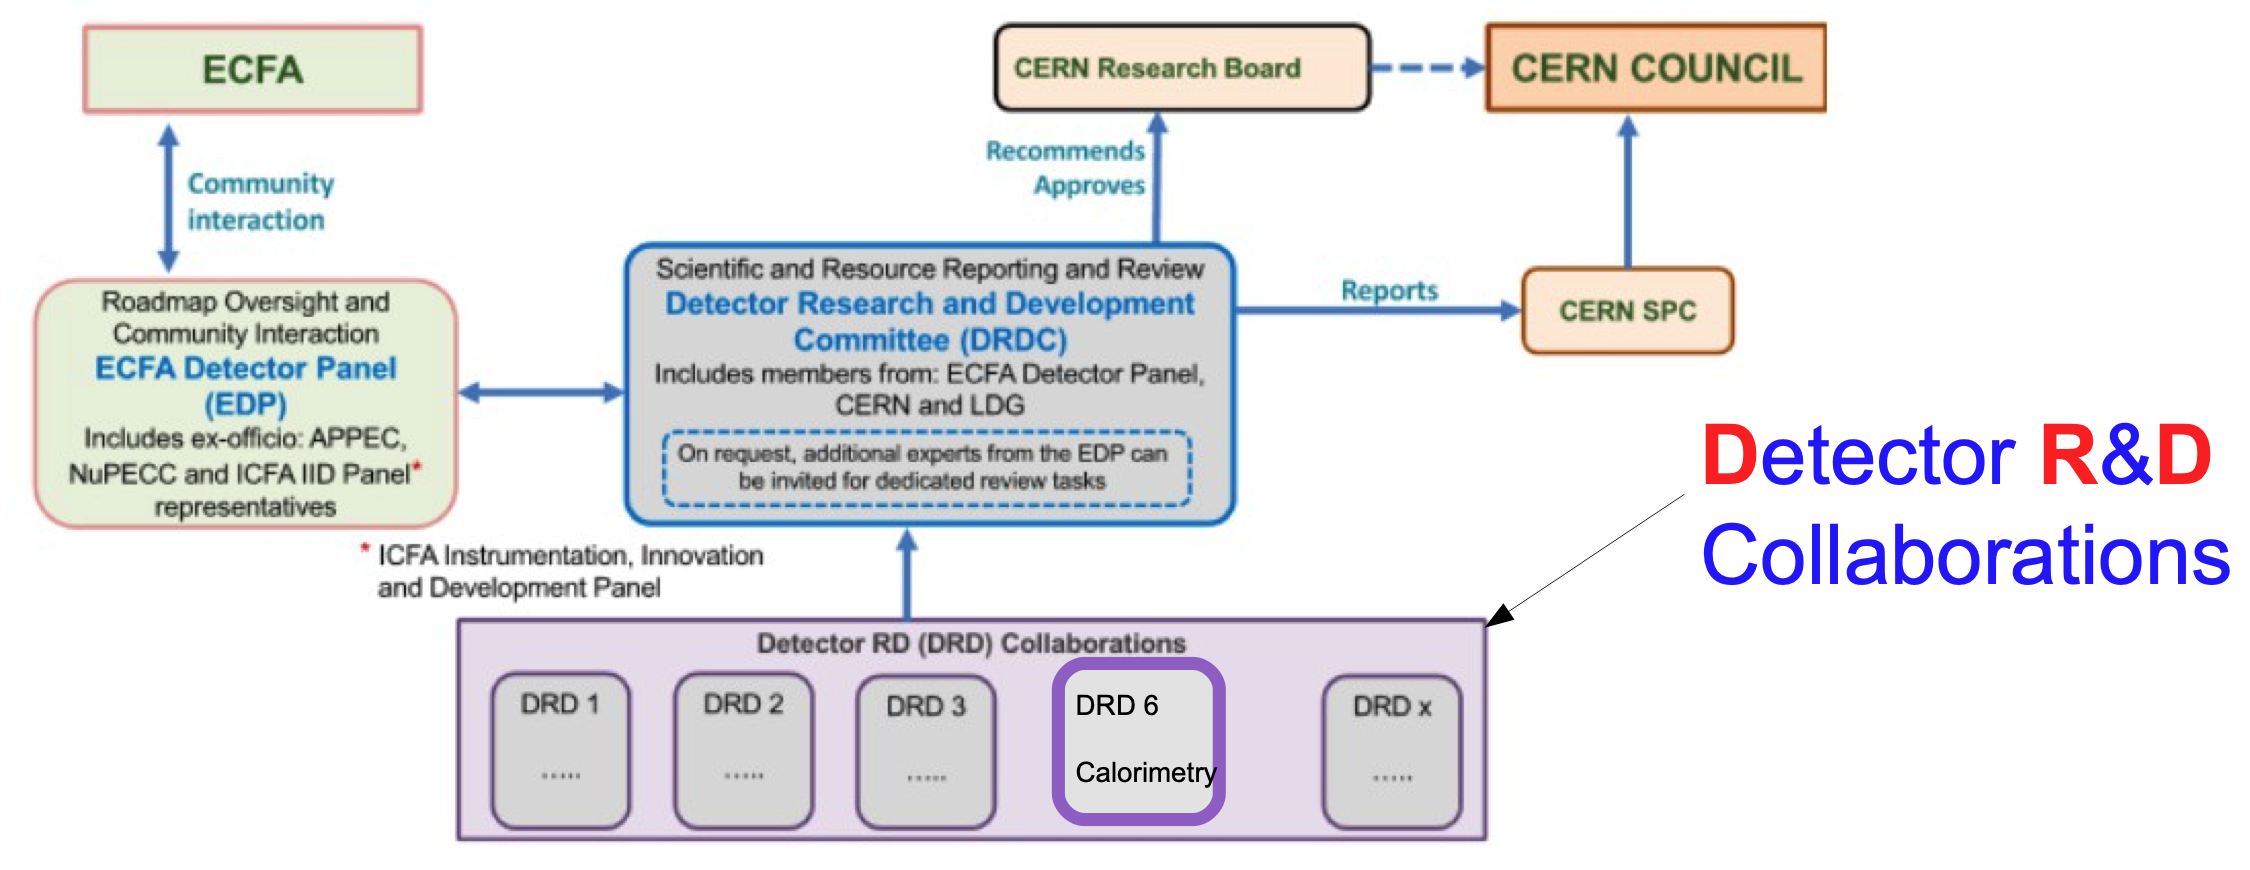 ECFA
CERN Research Board
CERN COUNCIL
Recommends
Approves
Community
interaction
Roadmap Oversight and
Community Interaction
ECFA Detector Panel
(EDP)
Includes ex-officio: APPEC,
NuPECC and ICFA IID Panel*
representatives
Scientific and Resource Reporting and Review
Detector Research and Development
Committee (DRDC)
Includes members from: ECFA Detector Panel,
CERN and LDG
On request, additional experts from the EDP can
be invited for dedicated review tasks
Reports
CERN SPC
Detector R&D
Collaborations
* ICFA Instrumentation, Innovation
and Development Panel
Detector RD (DRD) Collaborations
DRD 1
.....
DRD 2
.....
DRD 3
.....
DRD 6
Calorimetry
DRD x
.....